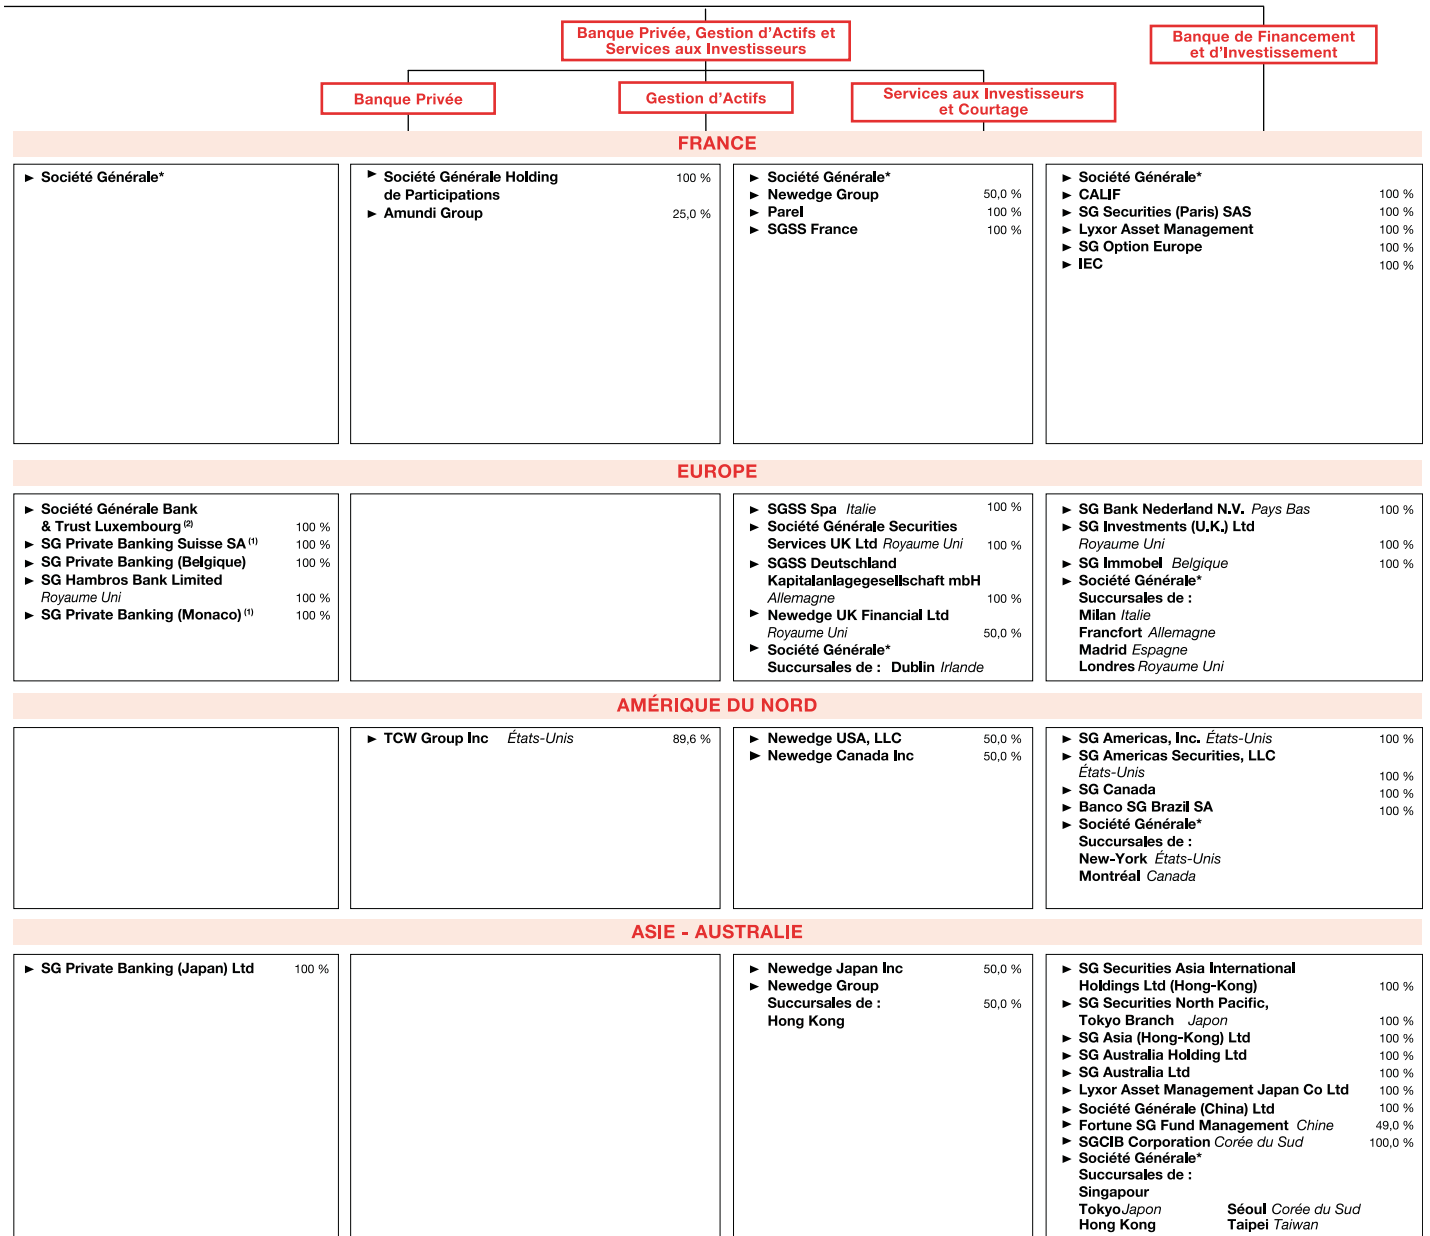 Banque Privée, Gestion d'Actifs et
Services aux Investisseurs
Banque de Financement
et d'Investissement
Banque Privée
Gestion d'Actifs
Services aux Investisseurs
et Courtage
FRANCE
► Société Générale*
► Société Générale Holding 100 %
de Participations
► Amundi Group 25,0 %
► Société Générale*
► Newedge Group 50,0 %
► Parel 100 %
► SGSS France 100 %
► Société Générale*
► CALIF 100 %
► SG Securities (Paris) SAS 100 %
► Lyxor Asset Management 100 %
► SG Option Europe 100 %
► IEC 100 %
EUROPE
► Société Générale Bank
& Trust Luxembourg (2) 100 %
► SG Private Banking Suisse SA (1) 100 %
► SG Private Banking (Belgique) 100 %
► SG Hambros Bank Limited
Royaume Uni 100 %
► SG Private Banking (Monaco) (1) 100 %
► SGSS Spa Italie 100 %
► Société Générale Securities
Services UK Ltd Royaume Uni 100 %
► SGSS Deutschland
Kapitalanlagegesellschaft mbH
Allemagne 100 %
► Newedge UK Financial Ltd
Royaume Uni 50,0 %
► Société Générale*
Succursales de : Dublin Irlande
► SG Bank Nederland N.V. Pays Bas 100 %
► SG Investments (U.K.) Ltd
Royaume Uni 100 %
► SG Immobel Belgique 100 %
► Société Générale*
Succursales de :
Milan Italie
Francfort Allemagne
Madrid Espagne
Londres Royaume Uni
AMÉRIQUE DU NORD
► TCW Group Inc États-Unis 89,6 %
► Newedge USA, LLC 50,0 %
► Newedge Canada Inc 50,0 %
► SG Americas, Inc. États-Unis 100 %
► SG Americas Securities, LLC
États-Unis 100 %
► SG Canada 100 %
► Banco SG Brazil SA 100 %
► Société Générale*
Succursales de :
New-York États-Unis
Montréal Canada
ASIE - AUSTRALIE
► SG Private Banking (Japan) Ltd 100 %
► Newedge Japan Inc 50,0 %
► Newedge Group
Succursales de : 50,0 %
Hong Kong
► SG Securities Asia International
Holdings Ltd (Hong-Kong) 100 %
► SG Securities North Pacific,
Tokyo Branch Japon 100 %
► SG Asia (Hong-Kong) Ltd 100 %
► SG Australia Holding Ltd 100 %
► SG Australia Ltd 100 %
► Lyxor Asset Management Japan Co Ltd 100 %
► Société Générale (China) Ltd 100 %
► Fortune SG Fund Management Chine 49,0 %
► SGCIB Corporation Corée du Sud 100,0 %
► Société Générale*
Succursales de :
Singapour
Tokyo Japon Séoul Corée du Sud
Hong Kong Taipei Taiwan